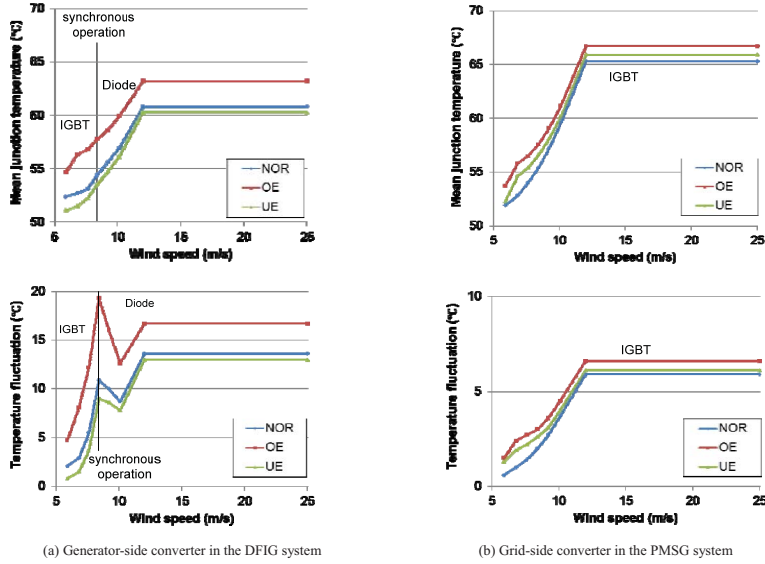 synchronous
operation
Mean junction temperature (°C)
70
65
60
55
50
IGBT
Diode
NOR
OE
UE
5 10 15 20 25
Wind speed (m/s)
Mean junction temperature (°C)
70
65
60
55
50
IGBT
NOR
OE
UE
5 10 15 20 25
Wind speed (m/s)
Temperature fluctuation (°C)
20
15
10
5
0
IGBT
Diode
NOR
OE
UE
synchronous
operation
5 10 15 20 25
Wind speed (m/s)
Temperature fluctuation (°C)
10
5
0
IGBT
NOR
OE
UE
5 10 15 20 25
Wind speed (m/s)
(a) Generator-side converter in the DFIG system
(b) Grid-side converter in the PMSG system